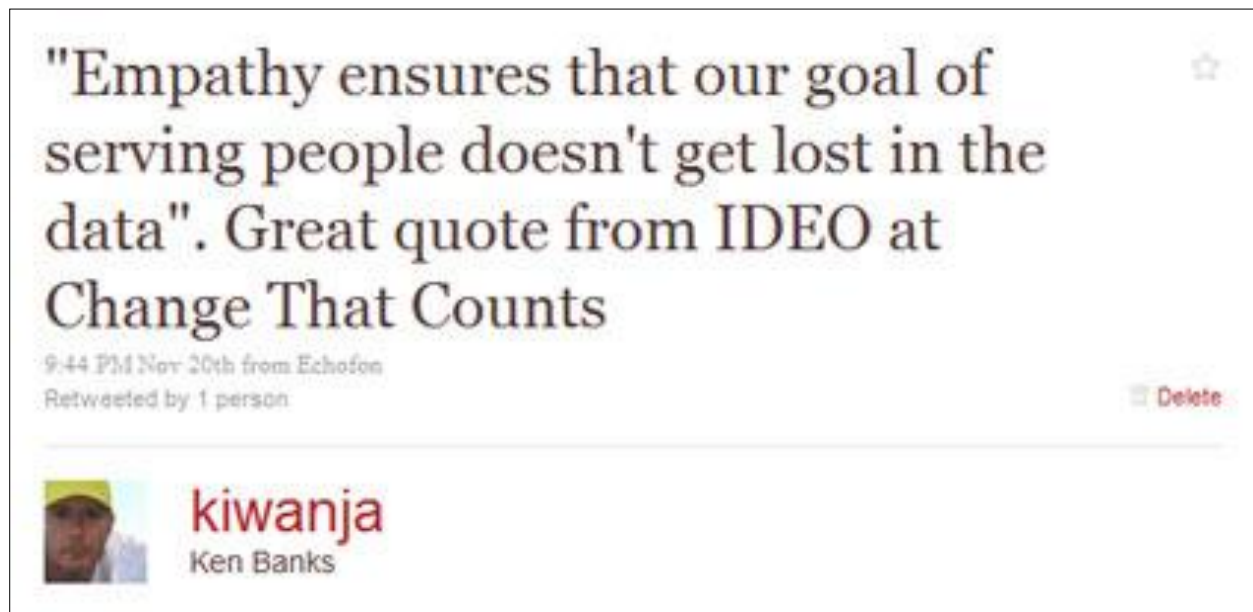 "Empathy ensures that our goal of
serving people doesn't get lost in the
data". Great quote from IDEO at
Change That Counts
9:44 PM Nov 20th from Echofon
Retweeted by 1 person
Delete
kiwanja
Ken Banks